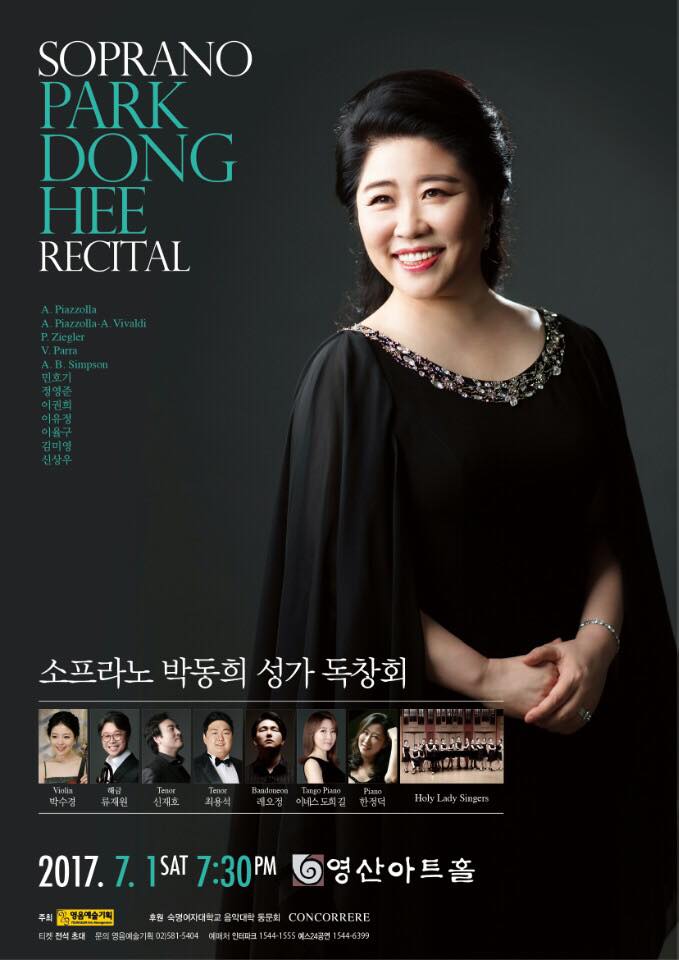 SOPRANO
PARK
DONG
HEE
RECITAL
A. Piazzolla
A. Piazzolla-A. Vivaldi
P. Ziegler
V. Parra
A. B. Simpson
민호기
정영준
어권희
이유정
이율구
김미영
신상우
소프라노 박동희 성가 독창회
Violin
박수경
해금
류재원
Tenor
신재호
Tenor
최용석
Bandoneon
레오정
Tango Piano
이네스 도희 길
Piano
한정덕
Holy Lady Singers
2017. 7. 1 SAT 7:30 PM 영산아트홀
주최 영음예술기획 후원 숙명여자대학교 음악대학 동문회 CONCORRERE
티켓 전석 초대 문의 영음예술기획 02)581-5404 예매처 인터파크 1544-1555 예스24공연 1544-6399